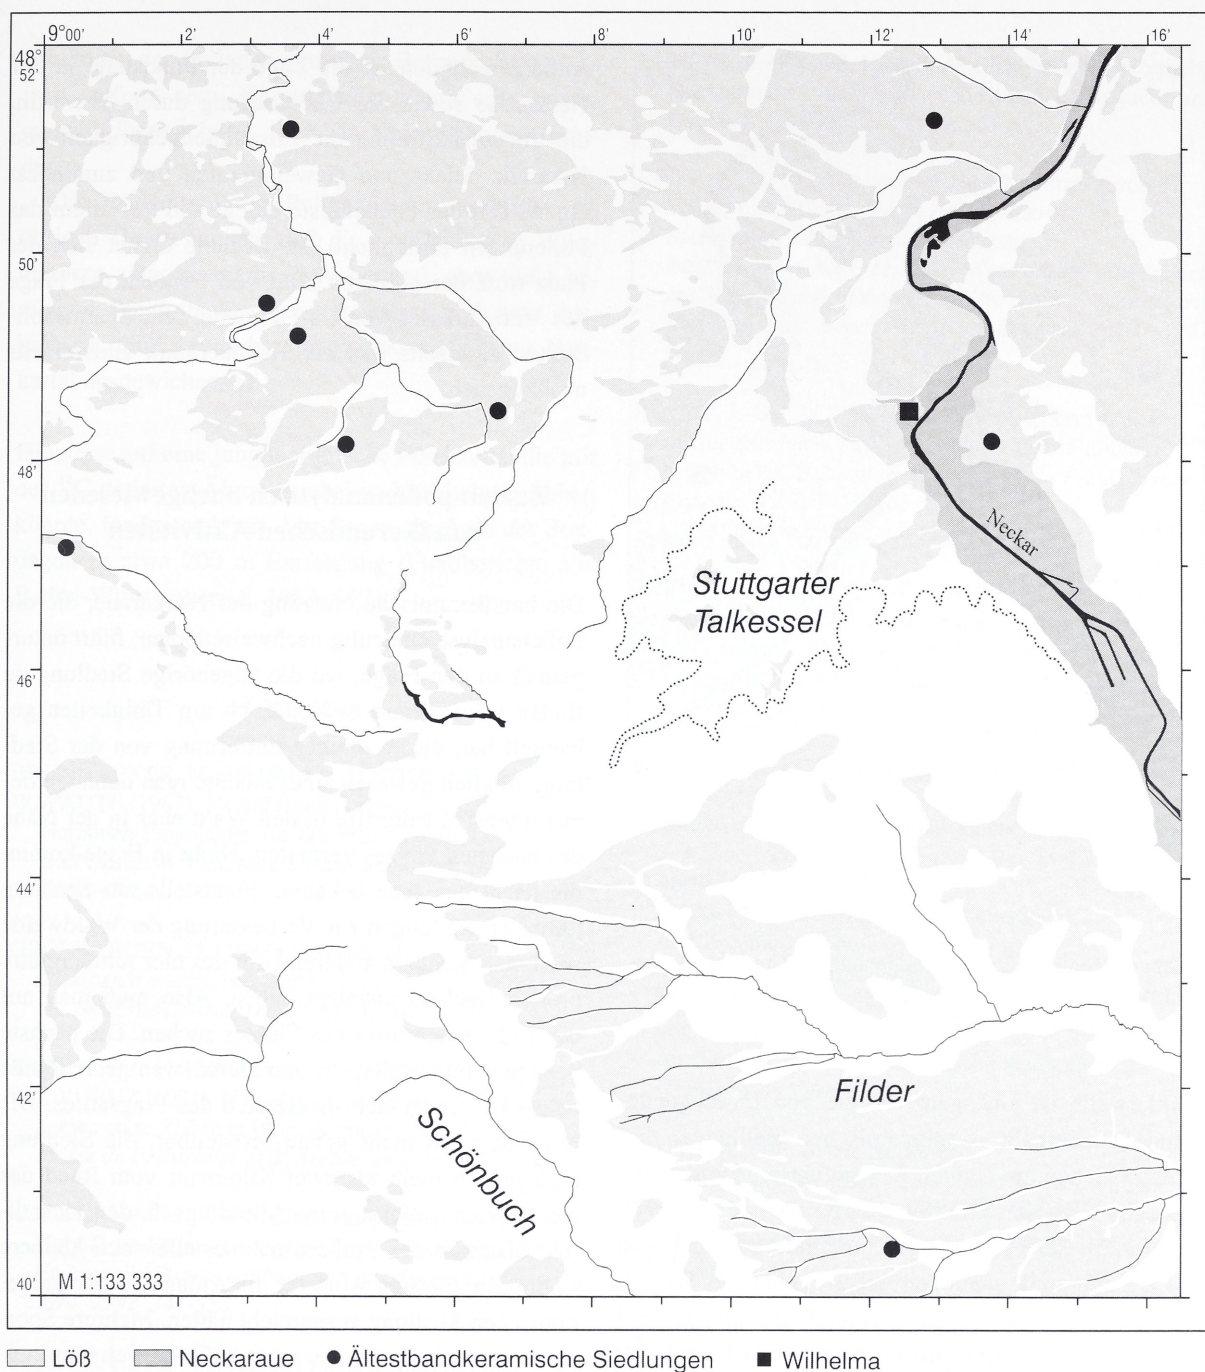 9°00' 2' 4' 6' 8' 10' 12' 14' 16'
48°
52'
50'
48'
46'
44'
42'
40'
Neckar
Stuttgarter
Talkessel
Filder
Schönbuch
M 1:133 333
Löß Neckaraue Ältestbandkeramische Siedlungen Wilhelma